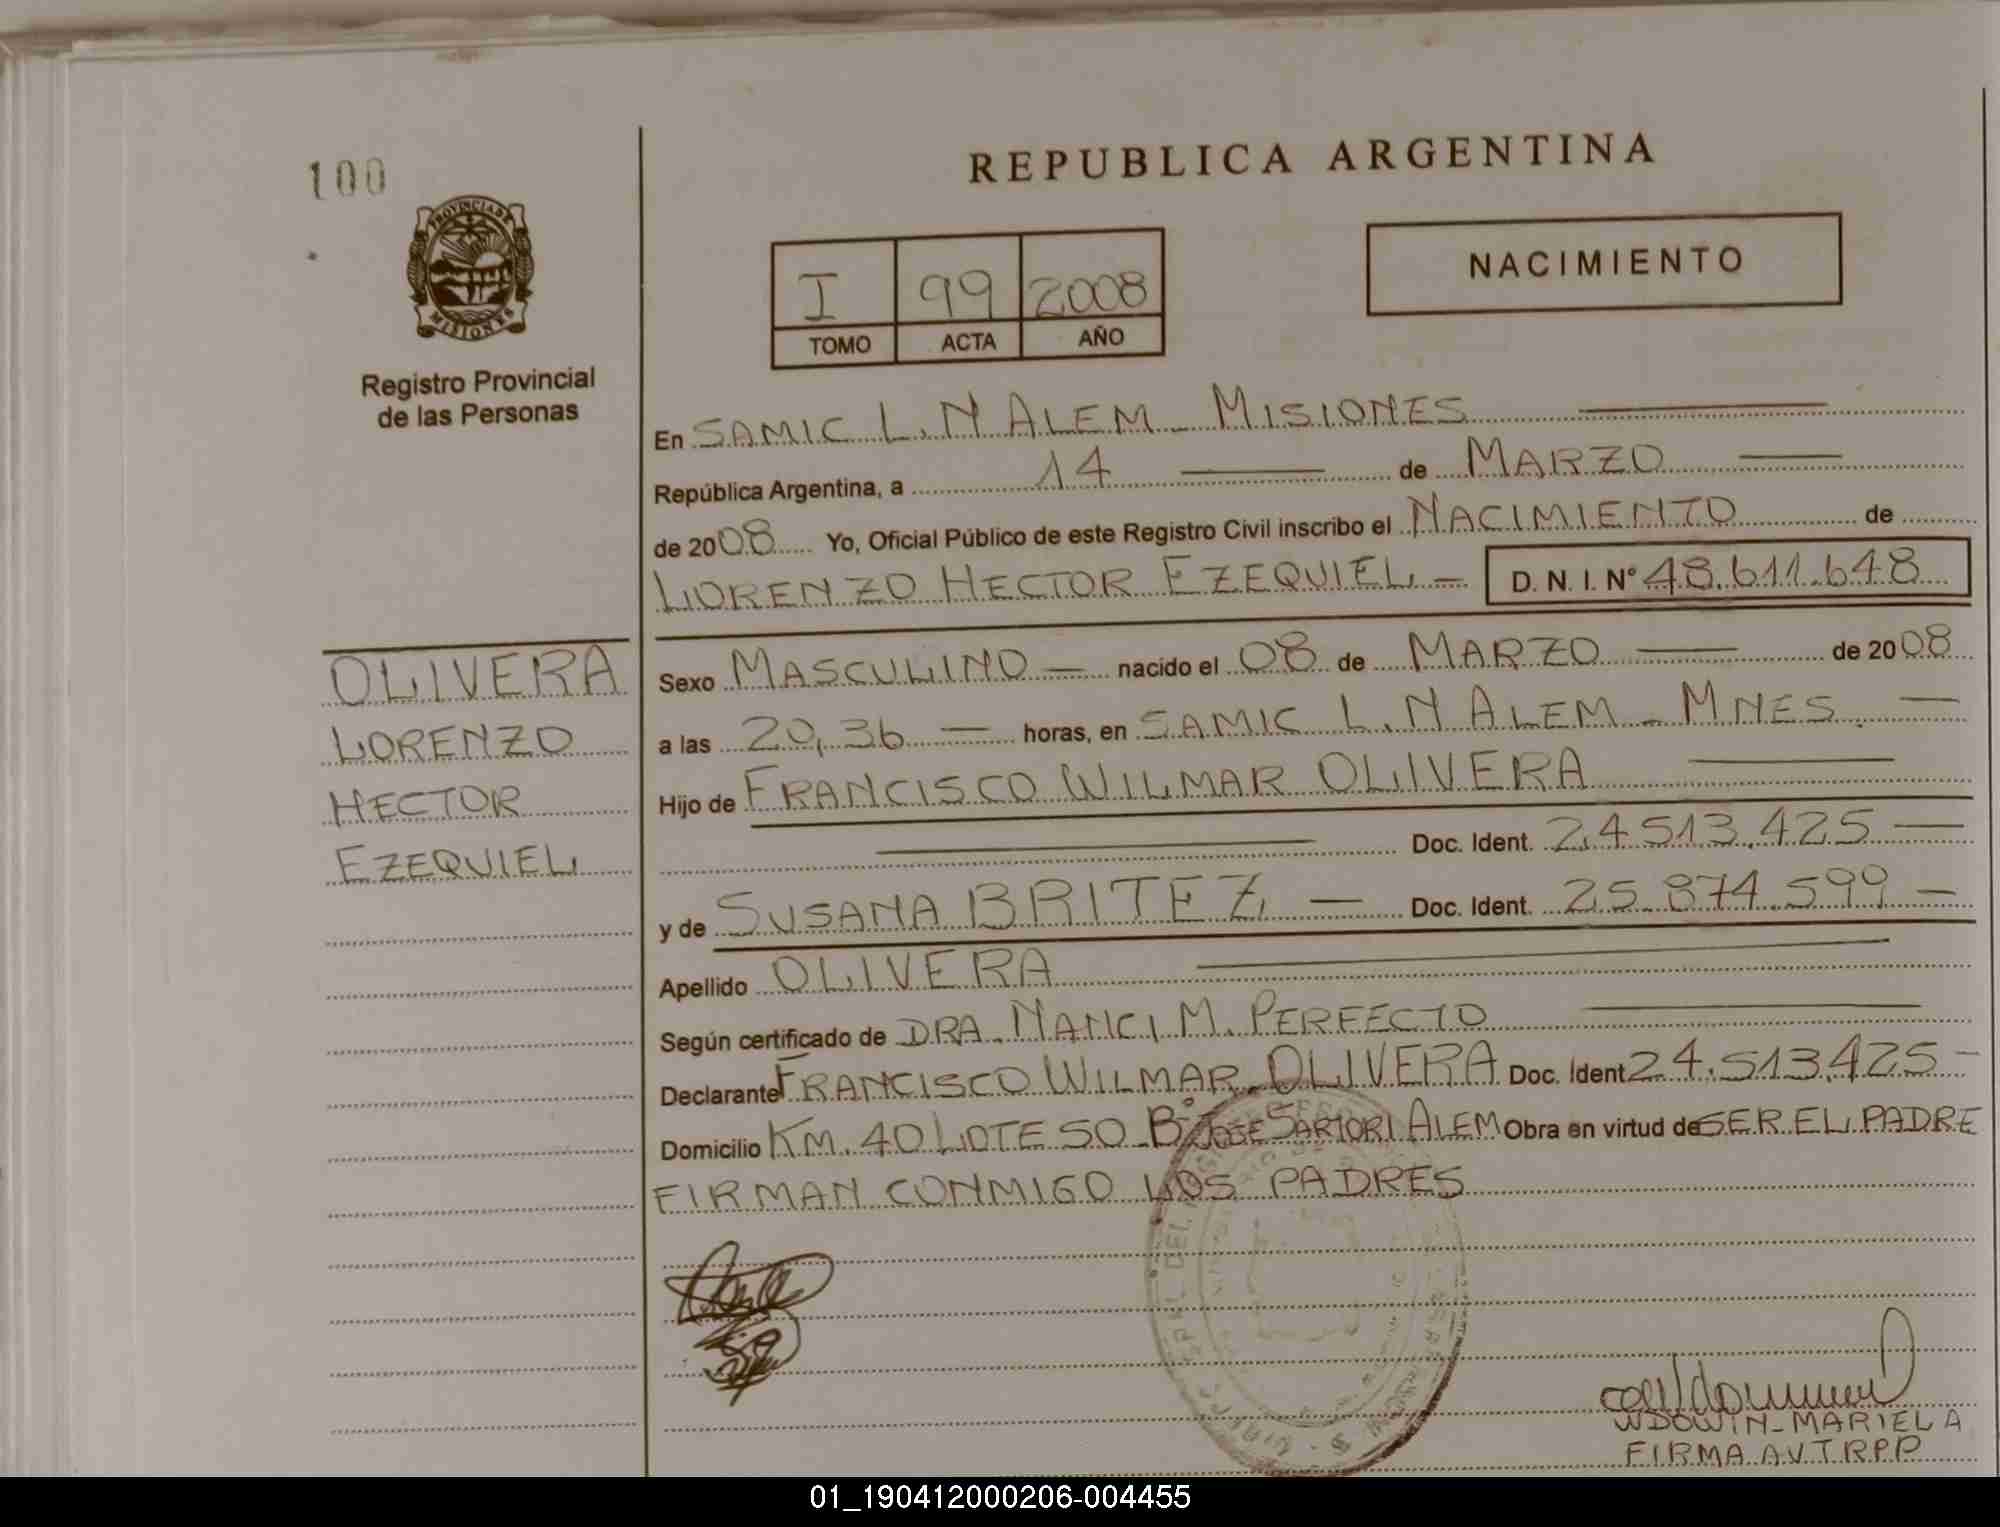 100
PROVINCIA DE
MISIONES
Registro Provincial
de las Personas
REPUBLICA ARGENTINA
I 99 2008
TOMO ACTA AÑO
NACIMIENTO
En SAMIC L. N ALEM - MISIONES
República Argentina, a 14 de MARZO
de 2008 Yo, Oficial Público de este Registro Civil inscribo el NACIMIENTO de
LORENZO HECTOR EZEQUIEL - D. N. I. Nº 48.611.648
OLIVERA
LORENZO
HECTOR
EZEQUIEL
Sexo MASCULINO - nacido el 08 de MARZO de 2008
a las 20,36 - horas, en SAMIC L. N ALEM - MNES. -
Hijo de FRANCISCO WILMAR OLIVERA
Doc. Ident. 24.513.425 -
y de SUSANA BRITEZ - Doc. Ident. 25.874.599 -
Apellido OLIVERA
Según certificado de DRA. NANCI M. PERFECTO
Declarante FRANCISCO WILMAR OLIVERA Doc. Ident 24.513.425 -
Domicilio KM. 40 LOTE 50 Bº JOSE SARTORI ALEM Obra en virtud de SER EL PADRE
FIRMAN CONMIGO LOS PADRES
WDOWIN - MARIELA
FIRMA AUT R.P.P
01_190412000206-004455